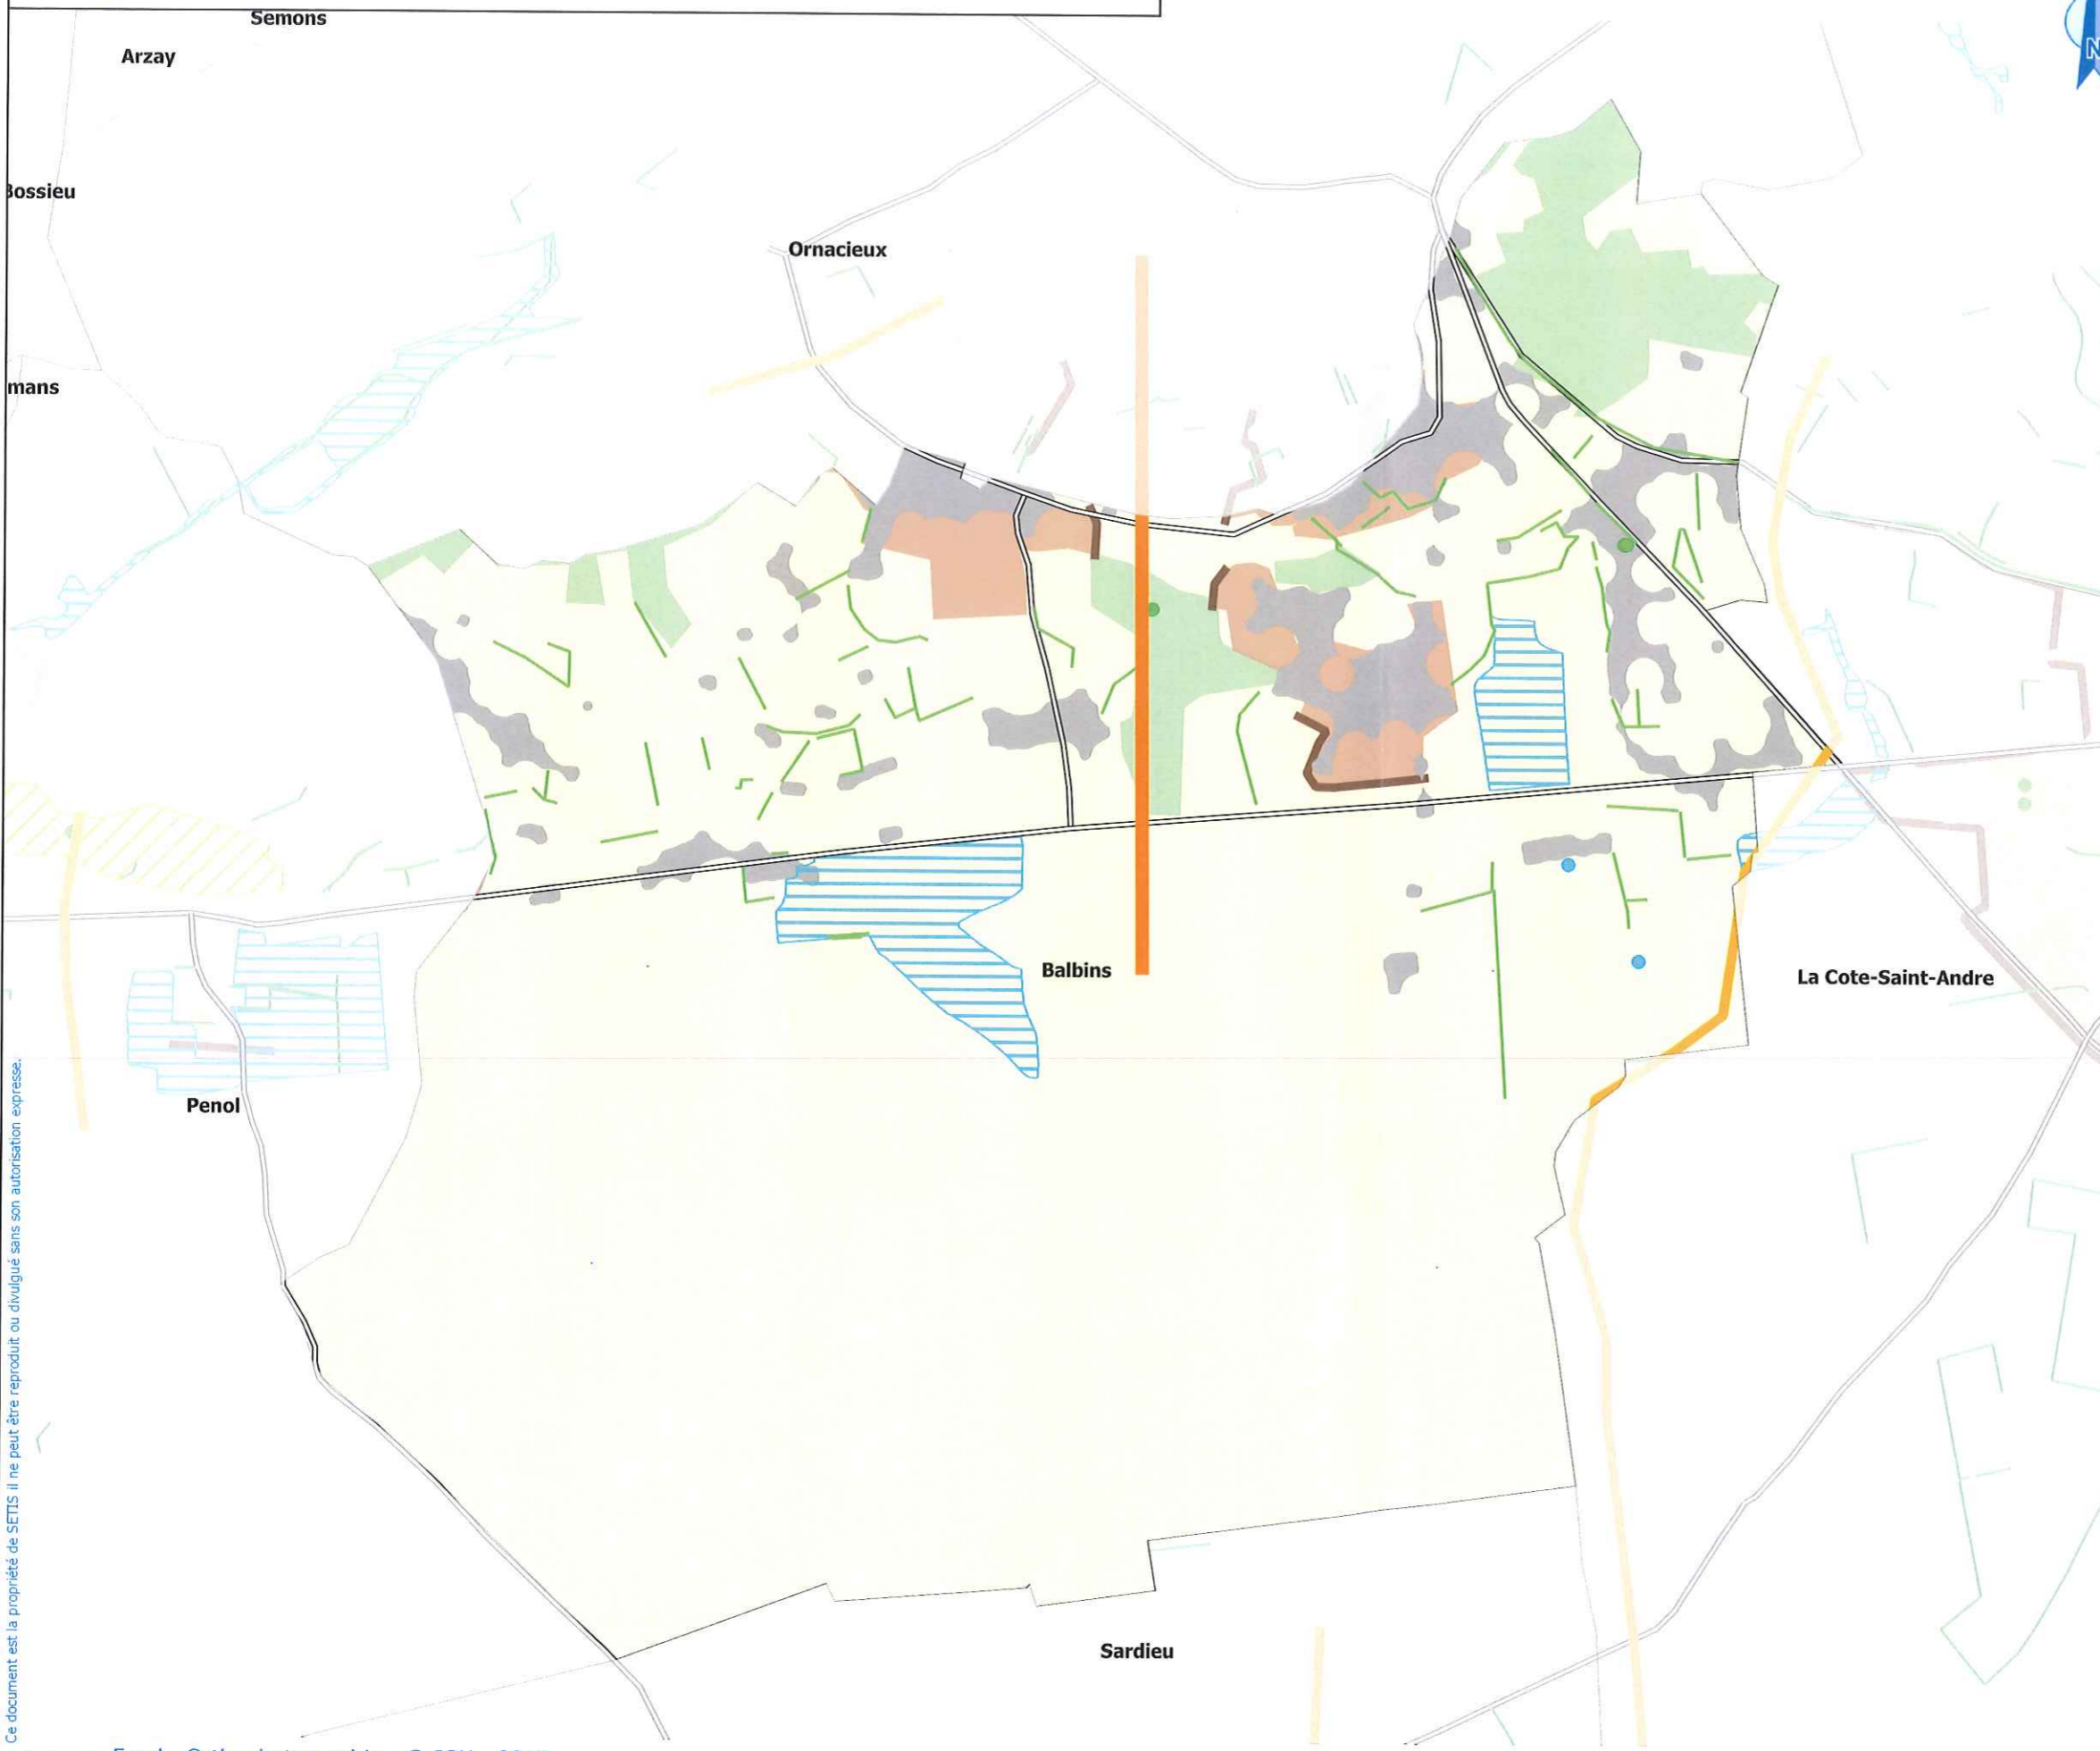 Semons
Arzay
N
Bossieu
Ornacieux
mans
Balbins
La Cote-Saint-Andre
Penol
Sardieu
Ce document est la propriété de SETIS il ne peut être reproduit ou divulgué sans son autorisation expresse.